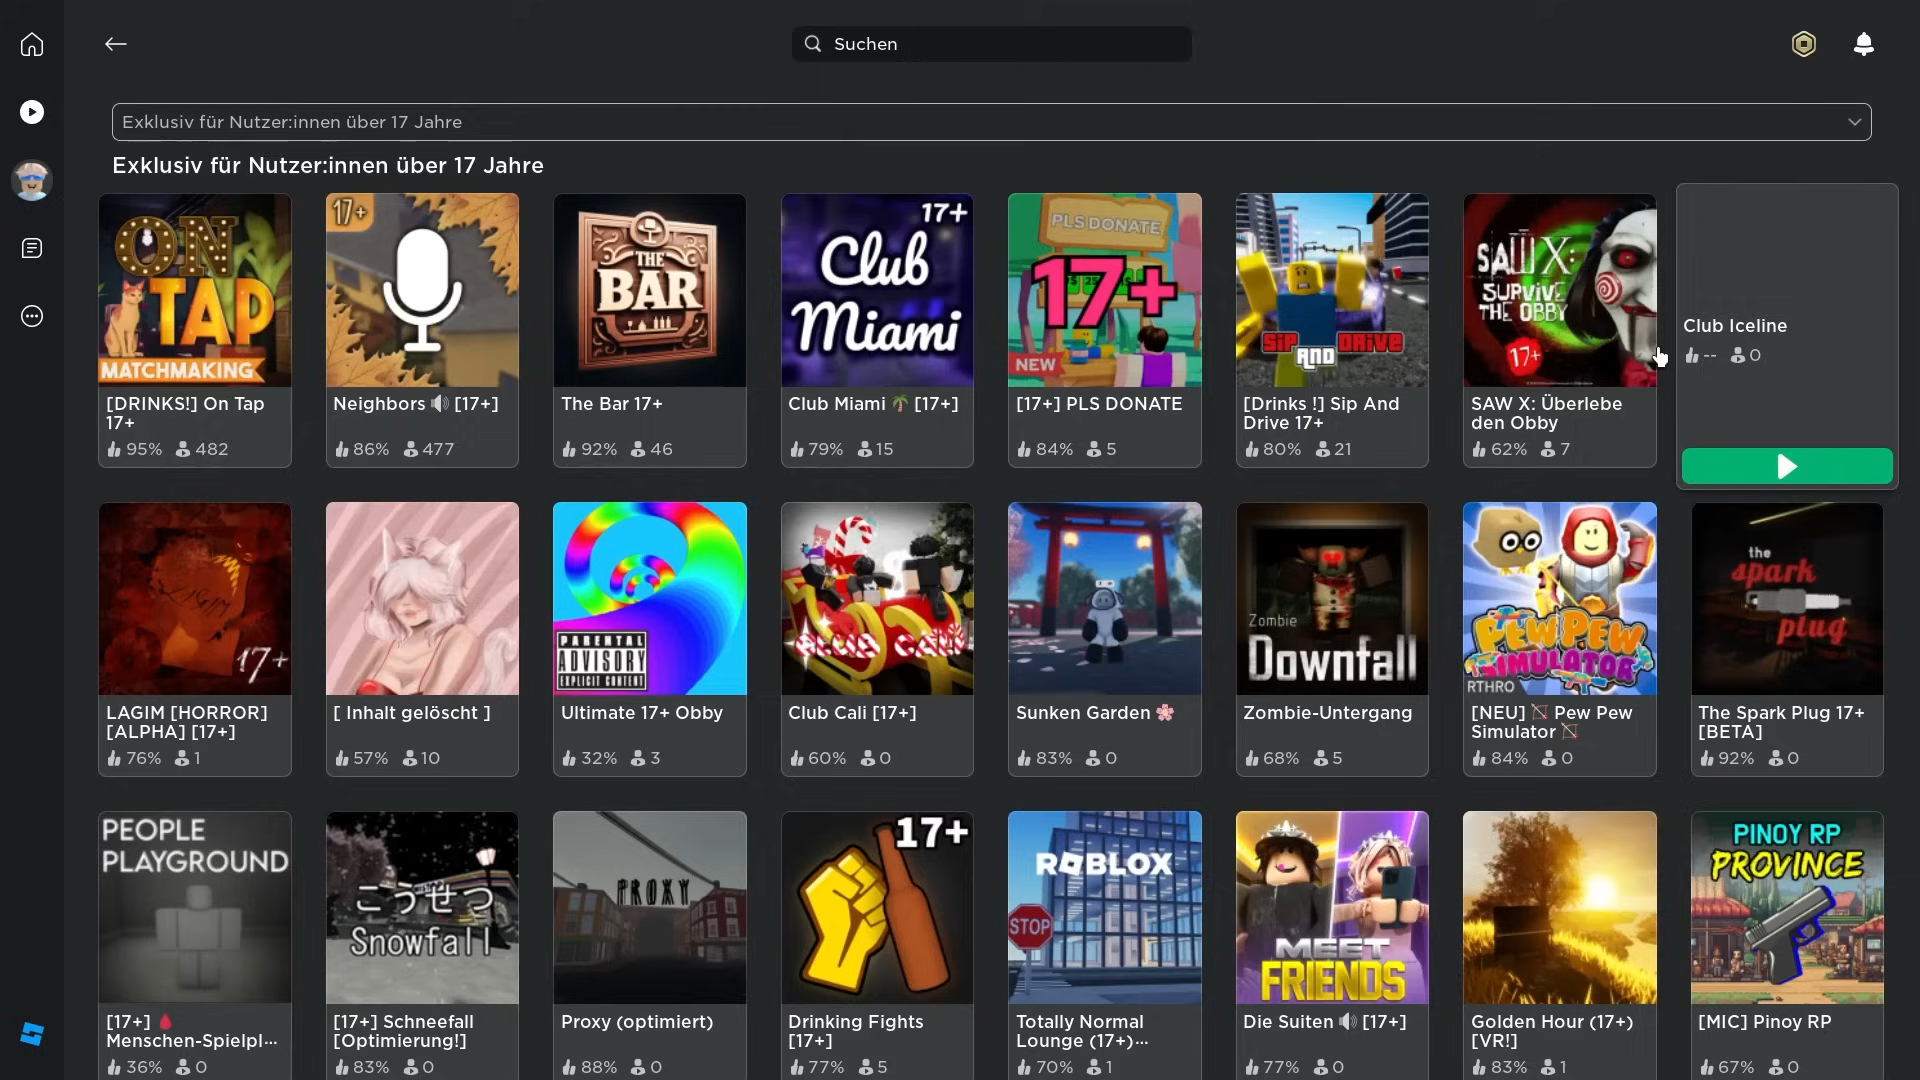 Suchen
Exklusiv für Nutzer:innen über 17 Jahre
Exklusiv für Nutzer:innen über 17 Jahre
ON
TAP
MATCHMAKING
[DRINKS!] On Tap
17+
95% 482
17+
Neighbors 🔊 [17+]
86% 477
THE
BAR
The Bar 17+
92% 46
17+
Club
Miami
Club Miami 🌴 [17+]
79% 15
PLS DONATE
17+
NEW
[17+] PLS DONATE
84% 5
SIP AND DRIVE
[Drinks !] Sip And
Drive 17+
80% 21
SAW X:
SURVIVE
THE OBBY
17+
SAW X: Überlebe
den Obby
62% 7
Club Iceline
-- 0
17+
LAGIM [HORROR]
[ALPHA] [17+]
76% 1
[ Inhalt gelöscht ]
57% 10
PARENTAL
ADVISORY
EXPLICIT CONTENT
Ultimate 17+ Obby
32% 3
CLUB CALI
Club Cali [17+]
60% 0
Sunken Garden 🌸
83% 0
Zombie
Downfall
Zombie-Untergang
68% 5
PEW PEW
SIMULATOR
RTHRO
[NEU] 🏹 Pew Pew
Simulator 🏹
84% 0
the
spark
plug
The Spark Plug 17+
[BETA]
92% 0
PEOPLE
PLAYGROUND
[17+] 🩸
Menschen-Spielpl...
36% 0
こうせつ
Snowfall
[17+] Schneefall
[Optimierung!]
83% 0
PROXY
Proxy (optimiert)
88% 0
17+
Drinking Fights
[17+]
77% 5
ROBLOX
STOP
Totally Normal
Lounge (17+)...
70% 1
MEET
FRIENDS
Die Suiten 🔊 [17+]
77% 0
Golden Hour (17+)
[VR!]
83% 1
PINOY RP
PROVINCE
[MIC] Pinoy RP
67% 0